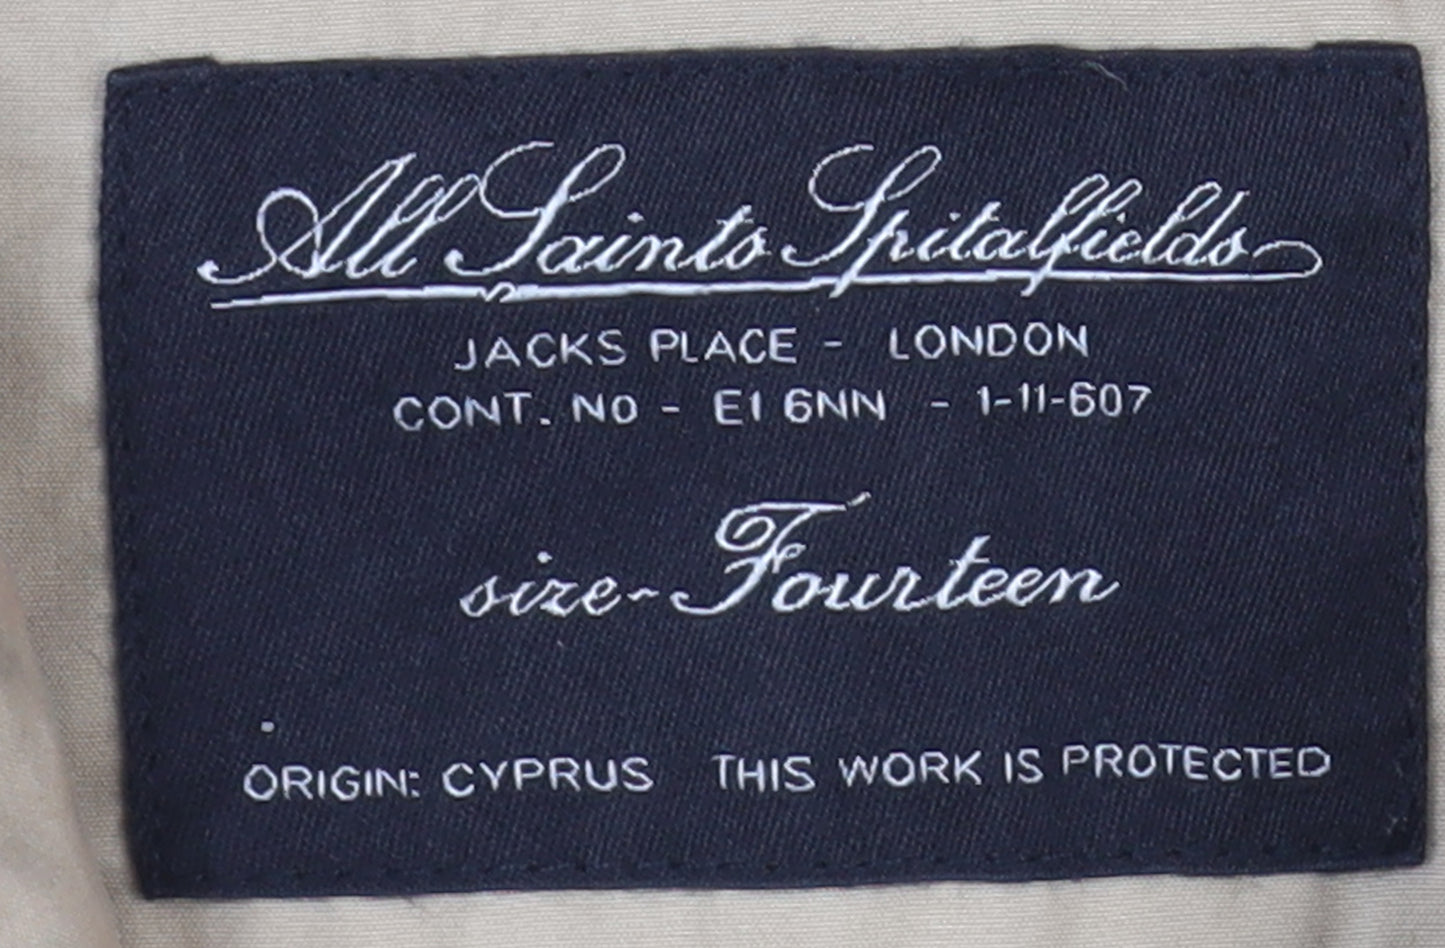 All Saints Spitalfields
JACKS PLACE - LONDON
CONT. NO - E1 6NN - 1-11-607
size~Fourteen
ORIGIN: CYPRUS THIS WORK IS PROTECTED